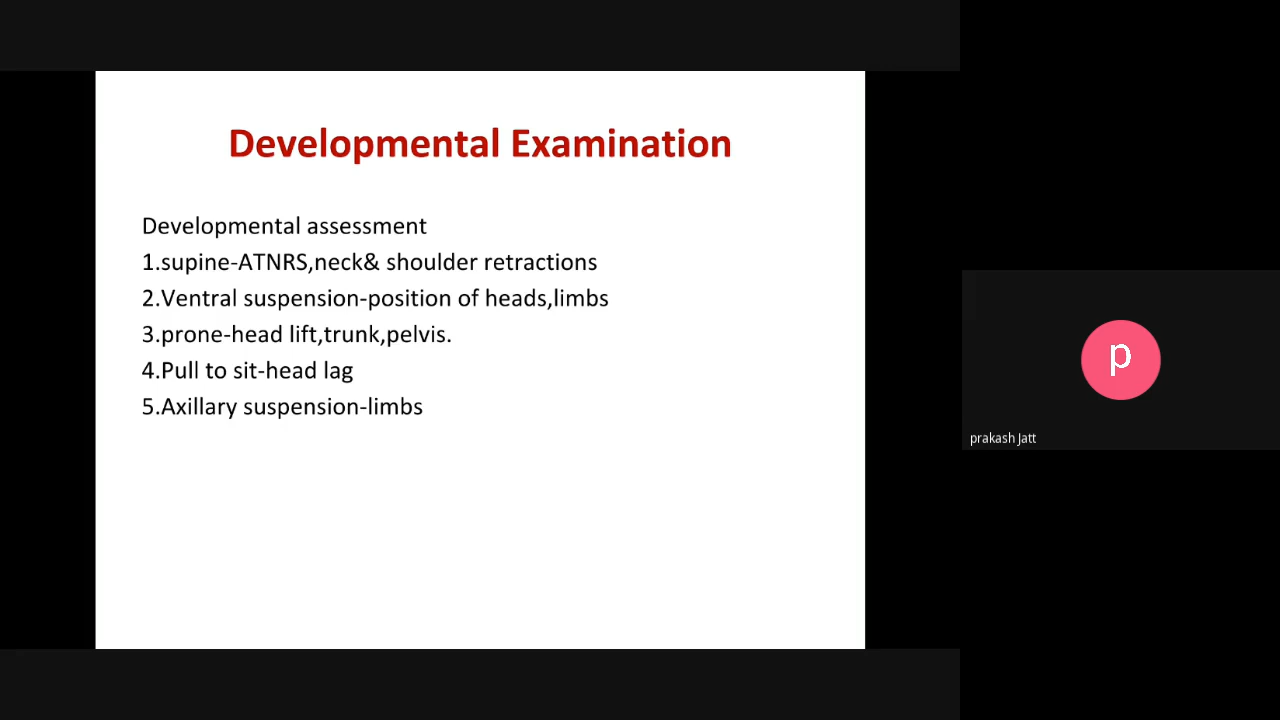 Developmental Examination
Developmental assessment
1.supine-ATNRS,neck& shoulder retractions
2.Ventral suspension-position of heads,limbs
3.prone-head lift,trunk,pelvis.
4.Pull to sit-head lag
5.Axillary suspension-limbs
p
prakash Jatt